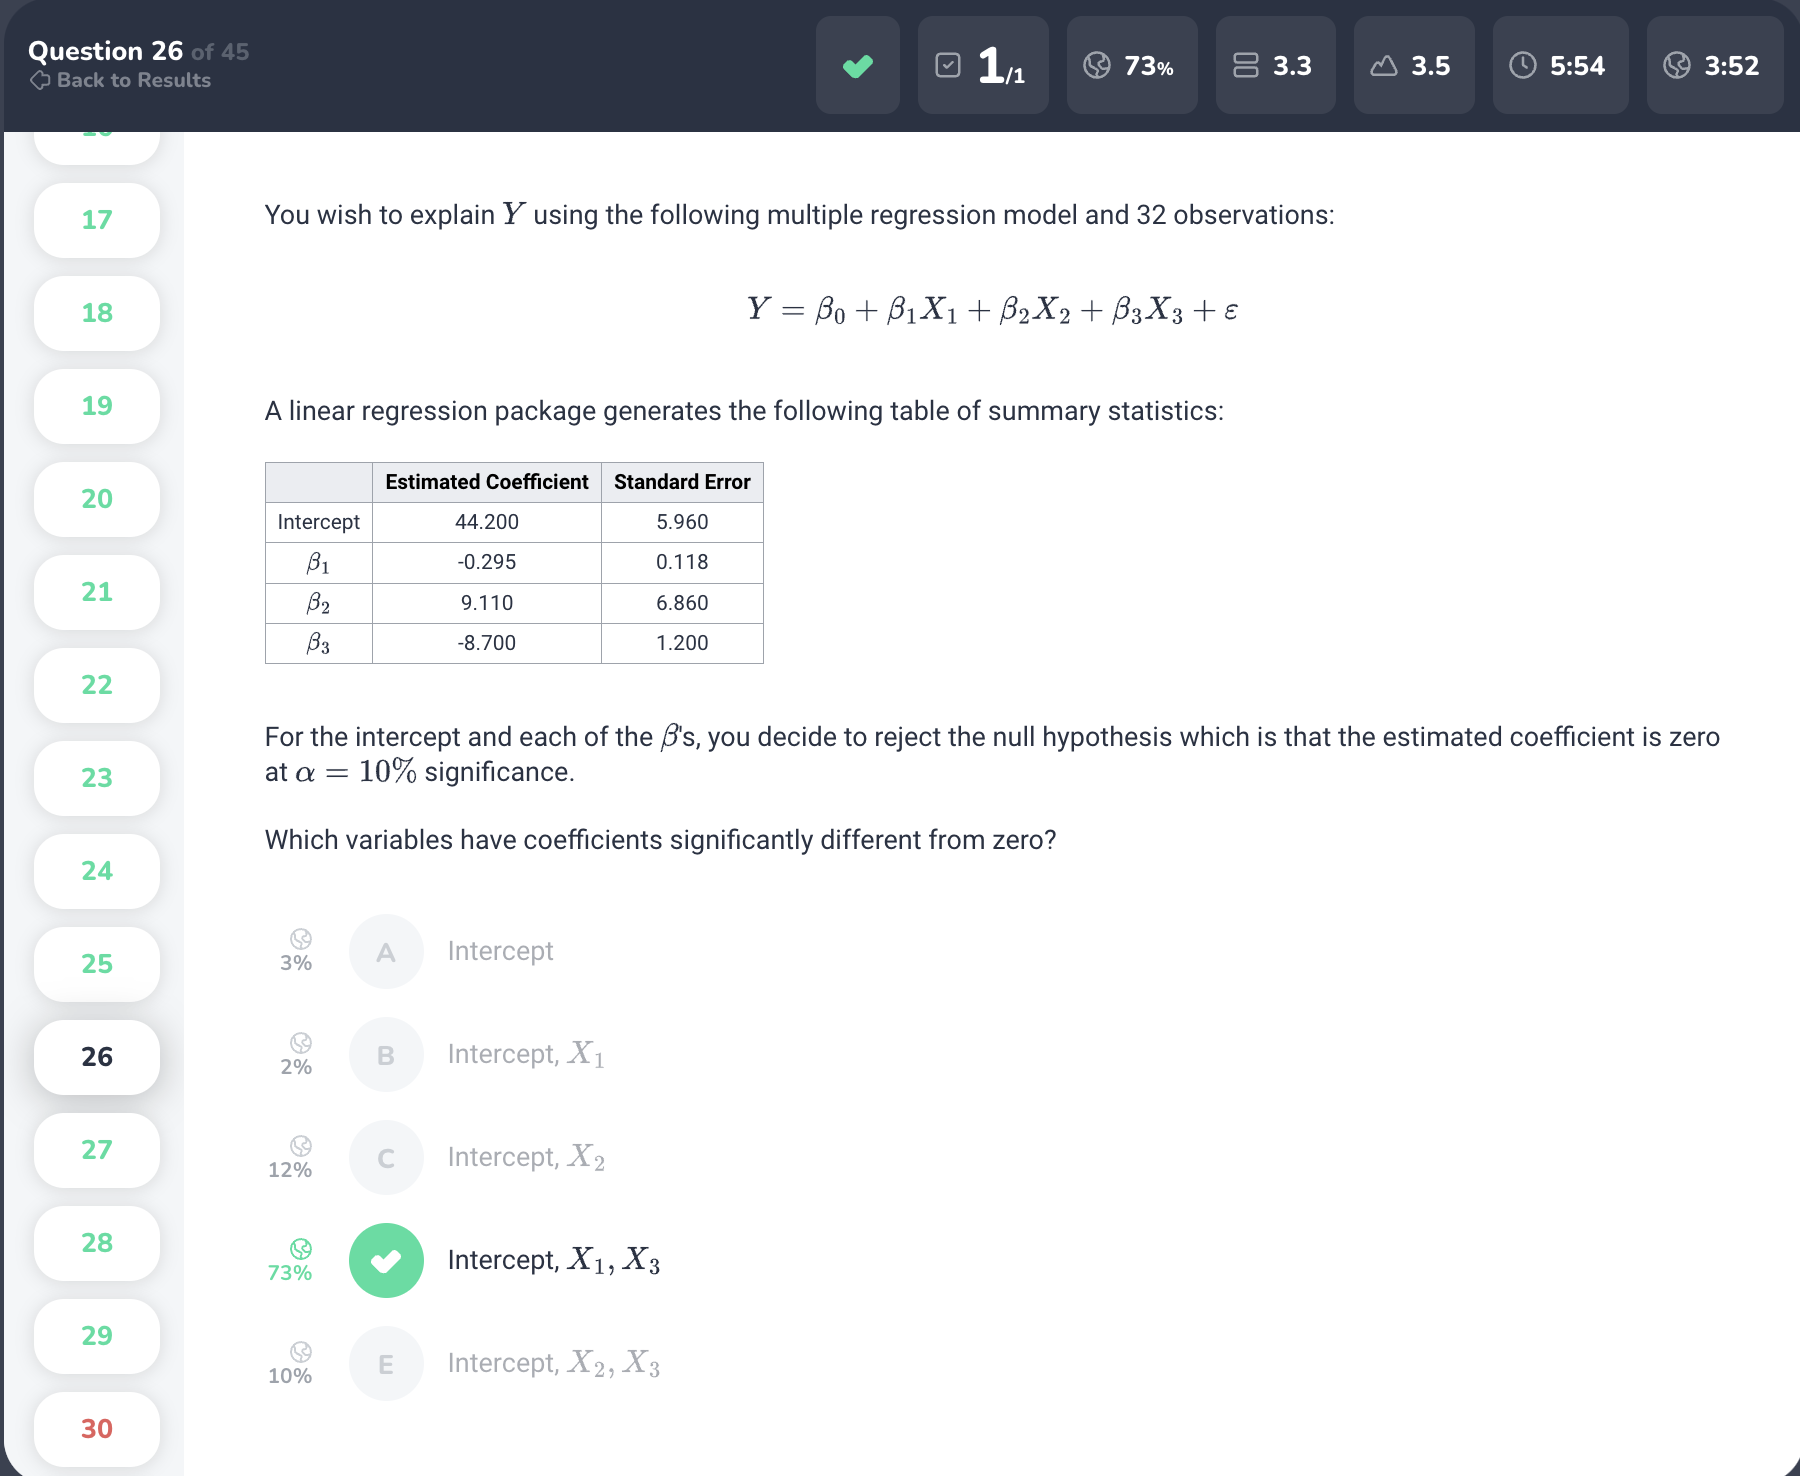 Question 26 of 45
Back to Results
1/1
73%
3.3
3.5
5:54
3:52
17
18
19
20
21
22
23
24
25
26
27
28
29
30
You wish to explain Y using the following multiple regression model and 32 observations:
Y = β₀ + β₁X₁ + β₂X₂ + β₃X₃ + ε
A linear regression package generates the following table of summary statistics:
Estimated Coefficient Standard Error
Intercept 44.200 5.960
β₁ -0.295 0.118
β₂ 9.110 6.860
β₃ -8.700 1.200
For the intercept and each of the β's, you decide to reject the null hypothesis which is that the estimated coefficient is zero
at α = 10% significance.
Which variables have coefficients significantly different from zero?
3% A Intercept
2% B Intercept, X₁
12% C Intercept, X₂
73% Intercept, X₁, X₃
10% E Intercept, X₂, X₃